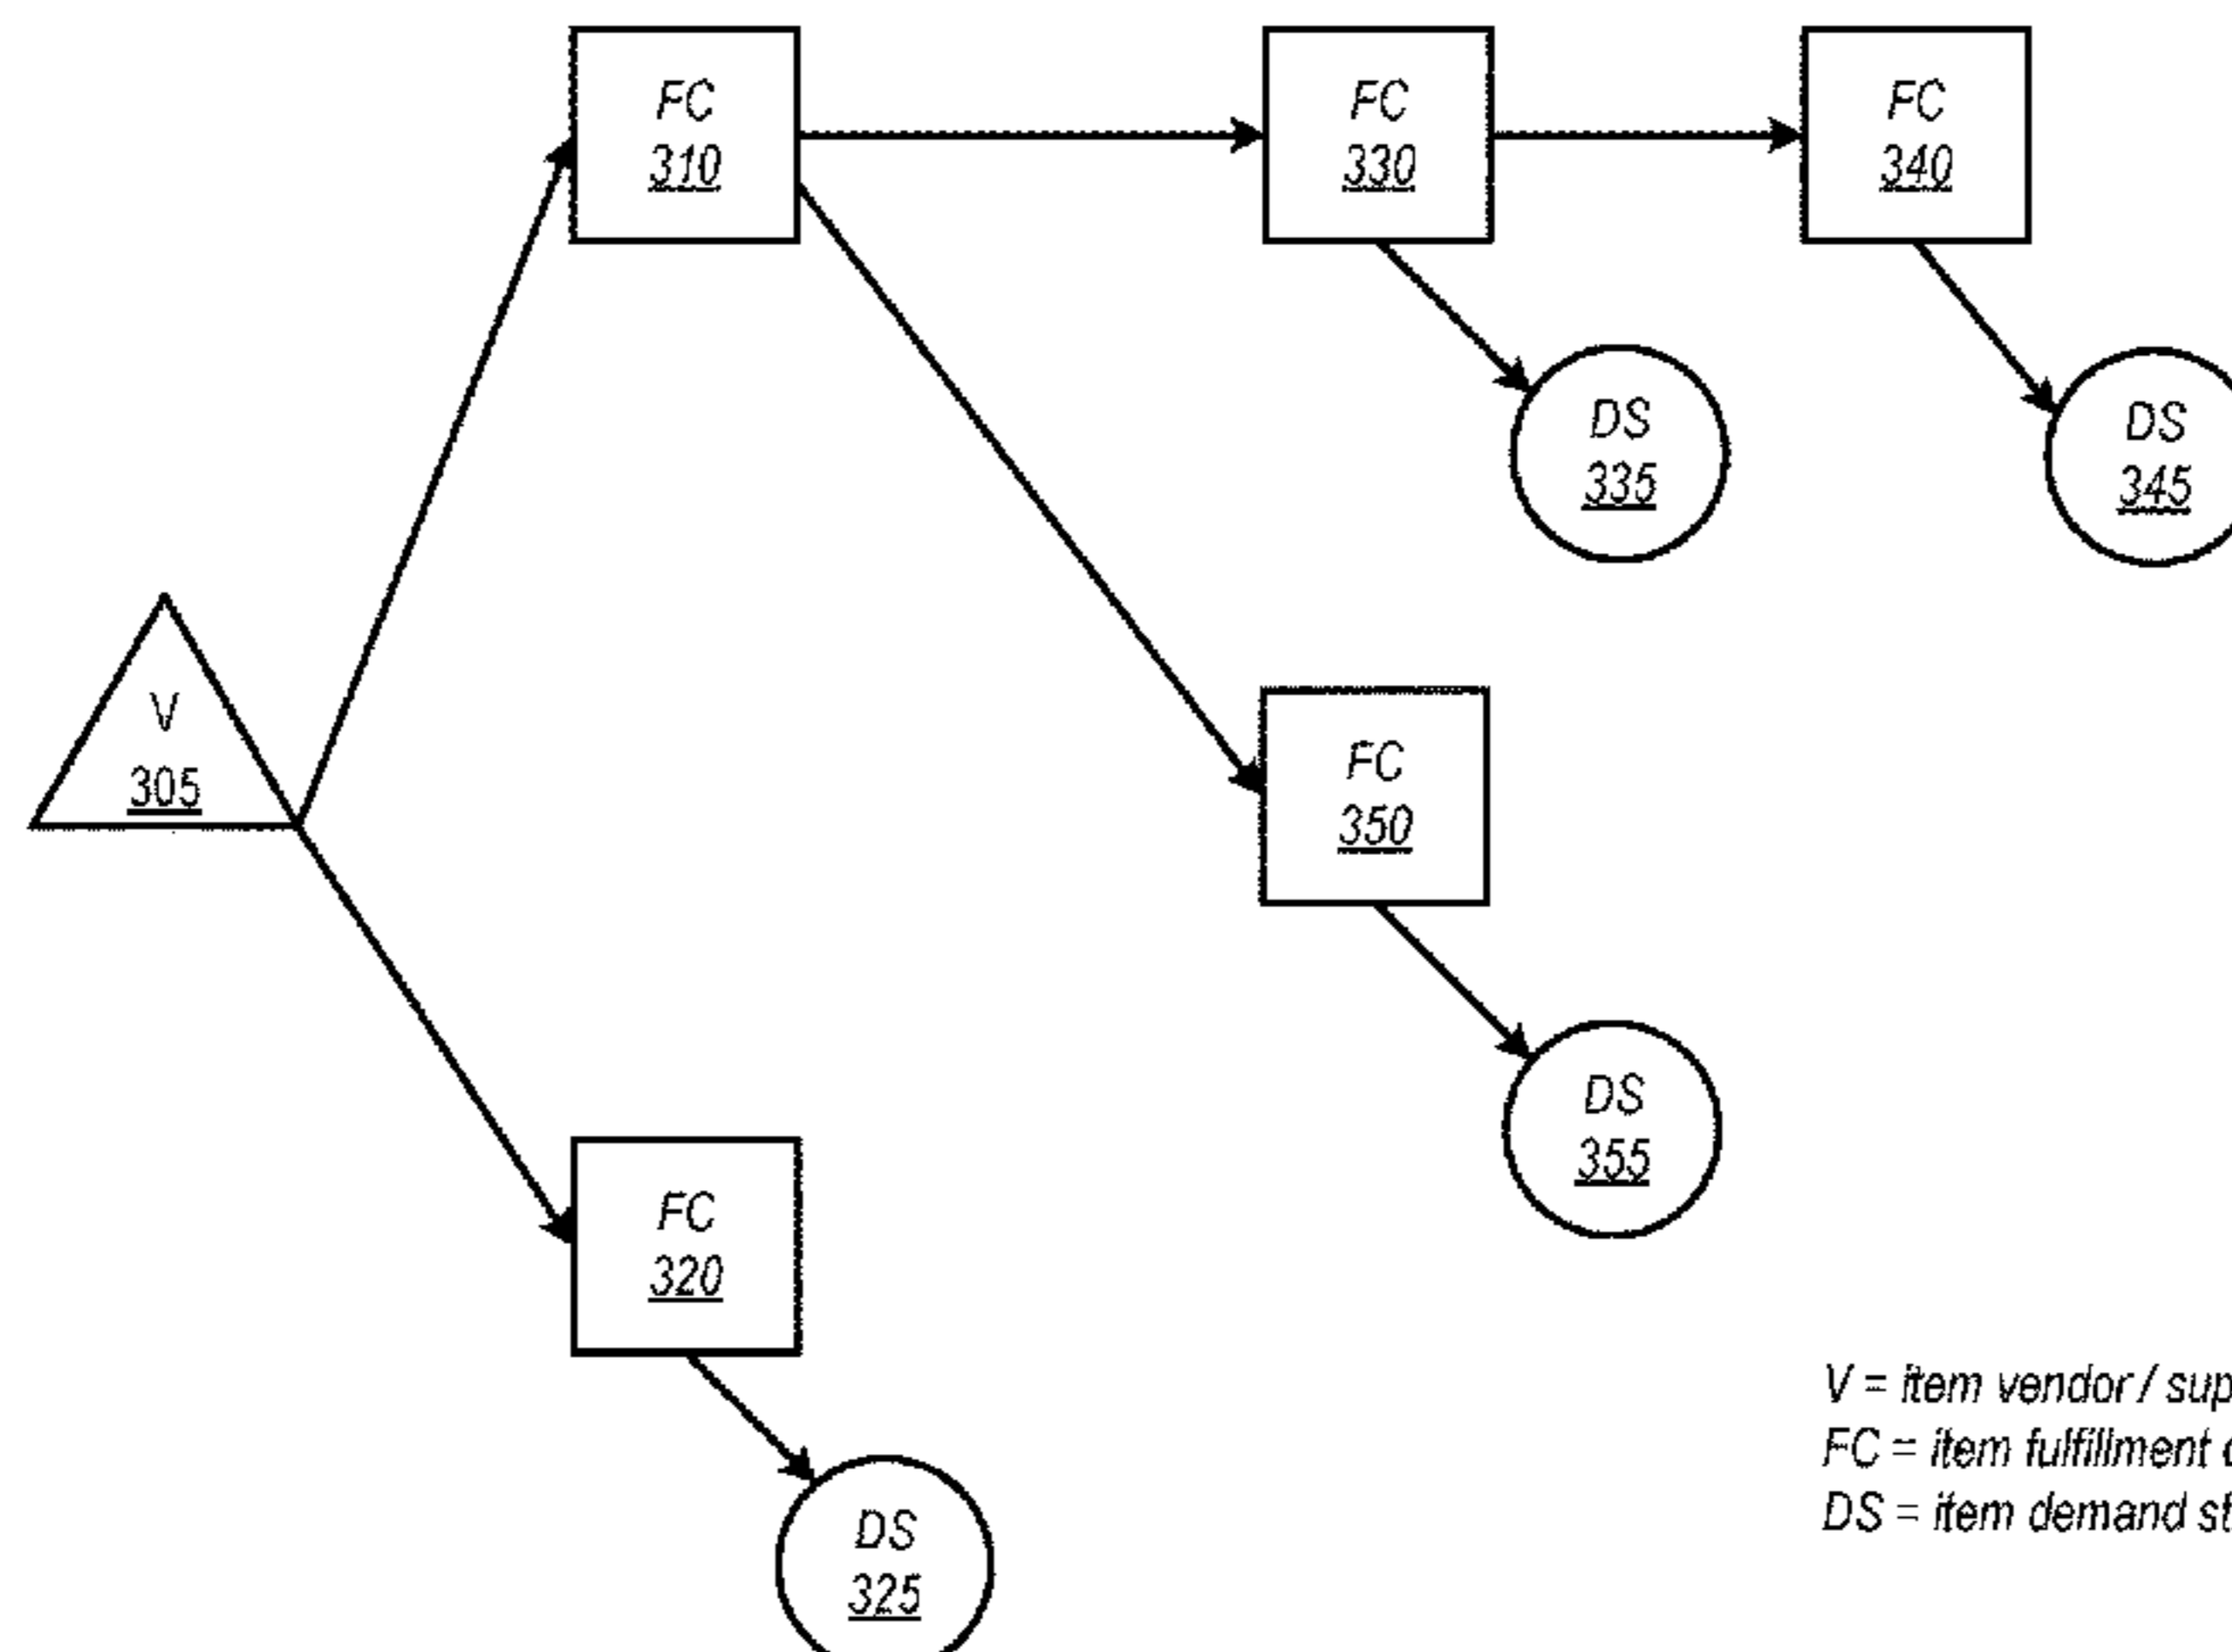 FC
310
FC
330
FC
340
DS
335
DS
345
V
305
FC
350
DS
355
FC
320
DS
325
V = item vendor /
FC = item fulfillment
DS = item demand